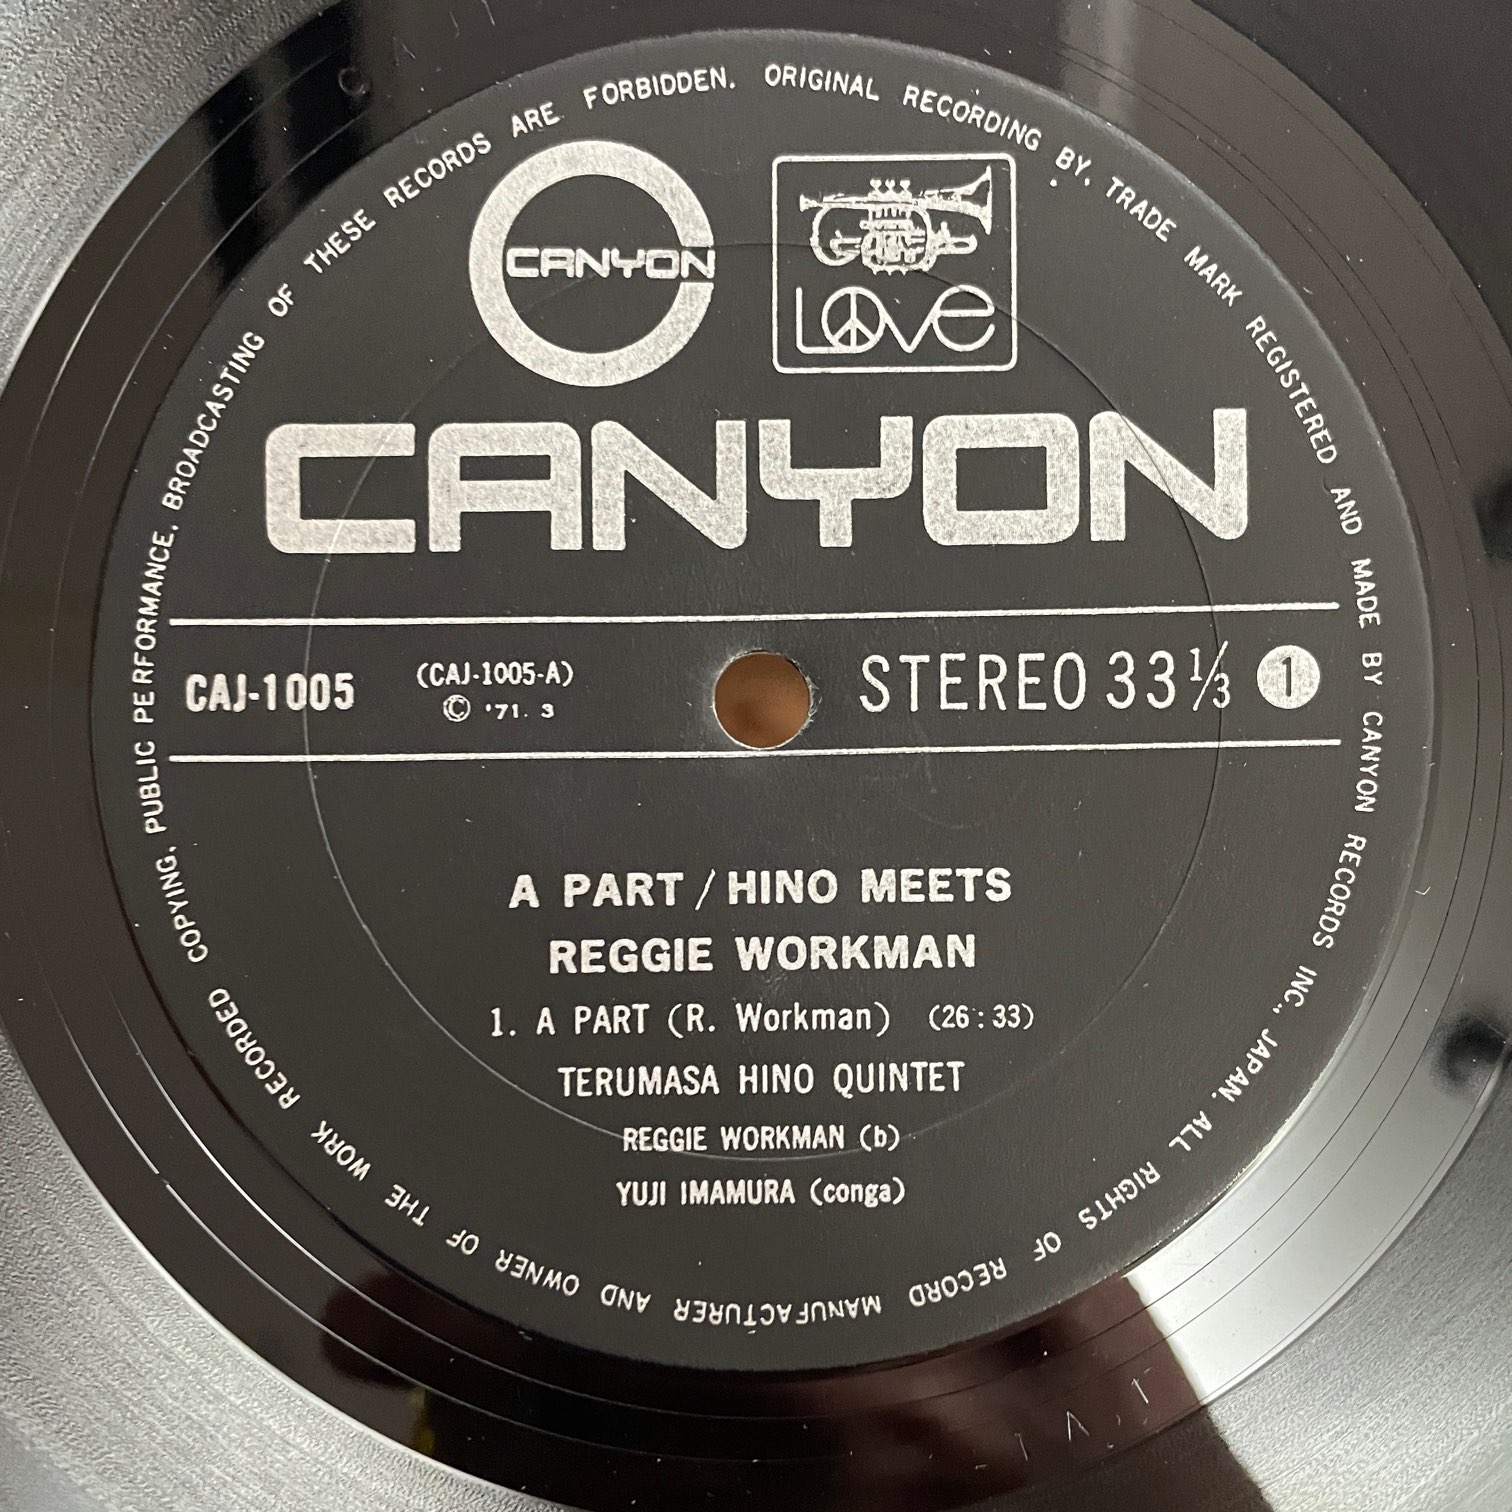 ORIGINAL RECORDING BY, TRADE MARK REGISTERED AND MADE BY CANYON RECORDS INC., JAPAN. ALL RIGHTS OF RECORD MANUFACTURER AND OWNER OF THE WORK RECORDED COPYING, PUBLIC PERFORMANCE, BROADCASTING OF THESE RECORDS ARE FORBIDDEN.
CANYON
LOVE
CANYON
CAJ-1005 (CAJ-1005-A) STEREO 33 1/3 1
© '71. 3
A PART / HINO MEETS
REGGIE WORKMAN
1. A PART (R. Workman) (26:33)
TERUMASA HINO QUINTET
REGGIE WORKMAN (b)
YUJI IMAMURA (conga)